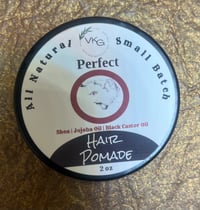 All Natural Small Batch
VKG
Perfect
Shea | Jojoba Oil | Black Castor Oil
Hair
Pomade
2 oz